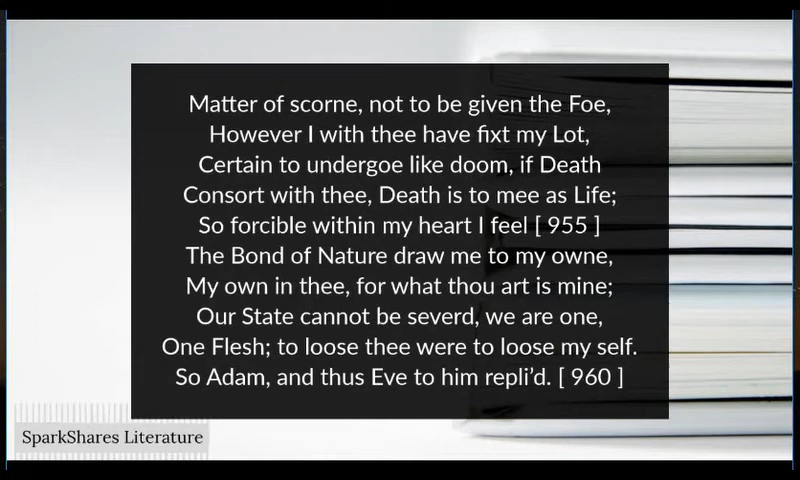 Matter of scorne, not to be given the Foe,
However I with thee have fixt my Lot,
Certain to undergoe like doom, if Death
Consort with thee, Death is to mee as Life;
So forcible within my heart I feel [ 955 ]
The Bond of Nature draw me to my owne,
My own in thee, for what thou art is mine;
Our State cannot be severd, we are one,
One Flesh; to loose thee were to loose my self.
So Adam, and thus Eve to him repli’d. [ 960 ]
SparkShares Literature